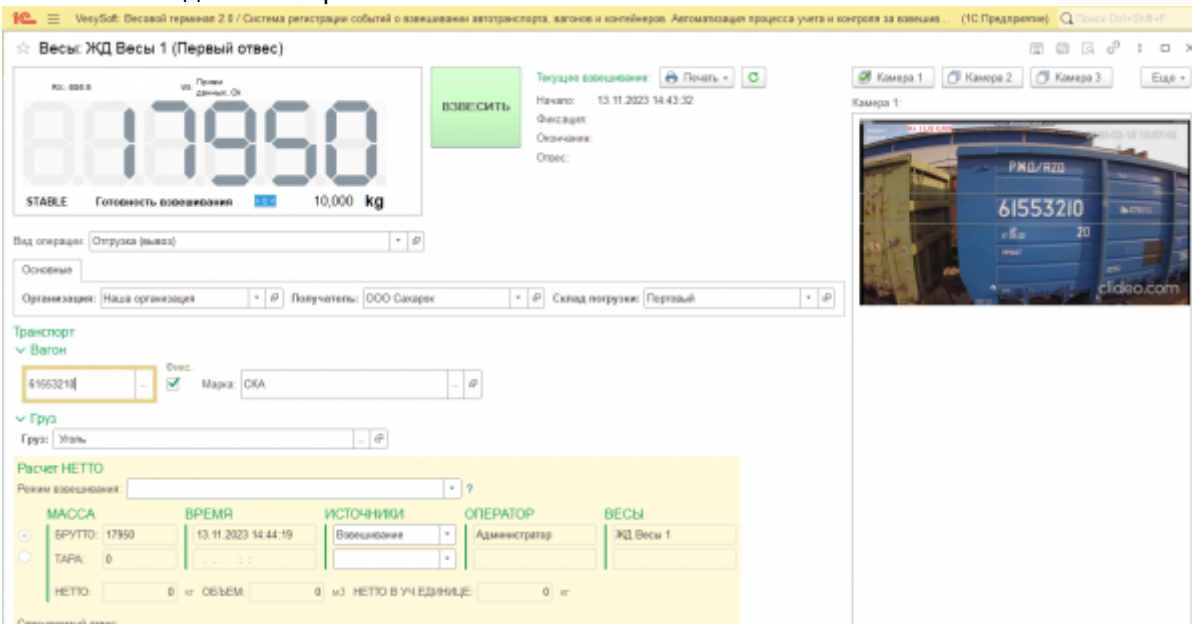 VesySoft: Весовой терминал 2.0 / Система регистрации событий о взвешивании автотранспорта, вагонов и контейнеров. Автоматизация процесса учета и контроля за взвешив... (1С:Предприятие) Поиск Ctrl+Shift+F
Весы: ЖД Весы 1 (Первый отвес)
17950
STABLE Готовность взвешивания >0< 10,000 kg
ВЗВЕСИТЬ
Текущее взвешивание: Печать
Начало: 13.11.2023 14:43:32
Фиксация:
Окончание:
Отвес:
Камера 1 Камера 2 Камера 3 Еще
Камера 1:
РЖД/RZD
61553210
20
clideo.com
Вид операции: Отгрузка (вывоз)
Основные
Организация: Наша организация Получатель: ООО Сахарок Склад погрузки: Портовый
Транспорт
Вагон
Фикс.
61553210 ... Марка: СКА
Груз
Груз: Уголь
Расчет НЕТТО
Режим взвешивания: ?
МАССА ВРЕМЯ ИСТОЧНИКИ ОПЕРАТОР ВЕСЫ
БРУТТО: 17950 13.11.2023 14:44:19 Взвешивание Администратор ЖД Весы 1
ТАРА: 0
НЕТТО: 0 кг ОБЪЕМ: 0 м3 НЕТТО В УЧ.ЕДИНИЦЕ: 0 кг